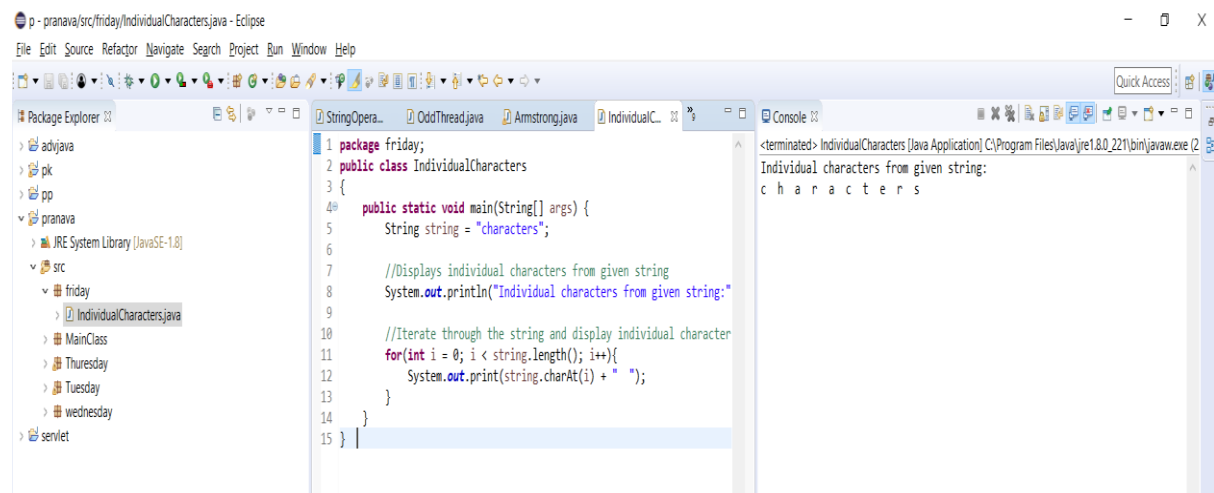 p - pranava/src/friday/IndividualCharacters.java - Eclipse
File Edit Source Refactor Navigate Search Project Run Window Help
Quick Access
Package Explorer
advjava
pk
pp
pranava
JRE System Library [JavaSE-1.8]
src
friday
IndividualCharacters.java
MainClass
Thuresday
Tuesday
wednesday
servlet
StringOpera... OddThread.java Armstrong.java IndividualC... »9
1 package friday;
2 public class IndividualCharacters
3 {
4 public static void main(String[] args) {
5 String string = "characters";
6
7 //Displays individual characters from given string
8 System.out.println("Individual characters from given string:"
9
10 //Iterate through the string and display individual character
11 for(int i = 0; i < string.length(); i++){
12 System.out.print(string.charAt(i) + "  ");
13 }
14 }
15 }
Console
<terminated> IndividualCharacters [Java Application] C:\Program Files\Java\jre1.8.0_221\bin\javaw.exe (2
Individual characters from given string:
c h a r a c t e r s